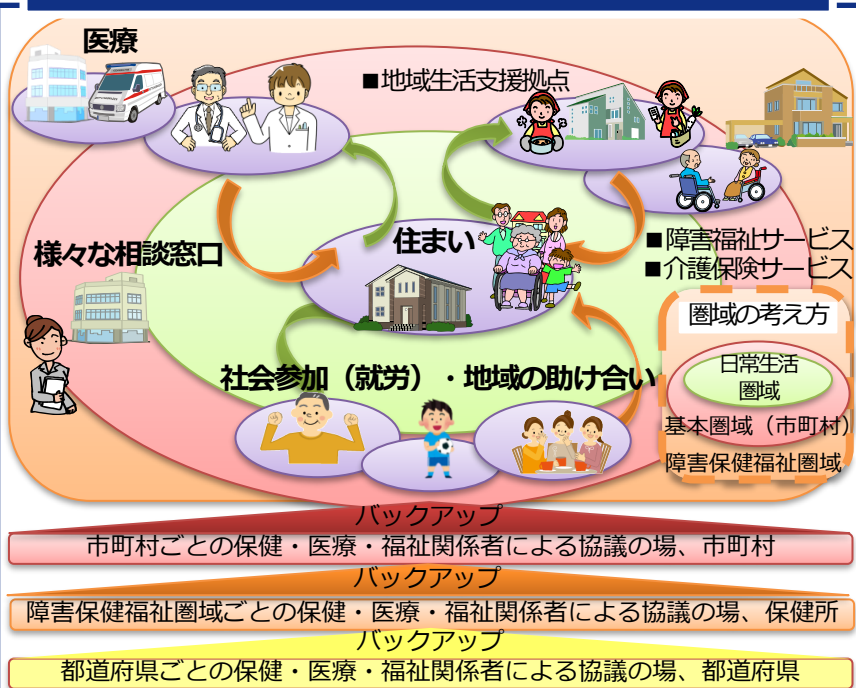 医療
■地域生活支援拠点
様々な相談窓口
住まい
■障害福祉サービス
■介護保険サービス
社会参加（就労）・地域の助け合い
圏域の考え方
日常生活
圏域
基本圏域（市町村）
障害保健福祉圏域
バックアップ
市町村ごとの保健・医療・福祉関係者による協議の場、市町村
バックアップ
障害保健福祉圏域ごとの保健・医療・福祉関係者による協議の場、保健所
バックアップ
都道府県ごとの保健・医療・福祉関係者による協議の場、都道府県